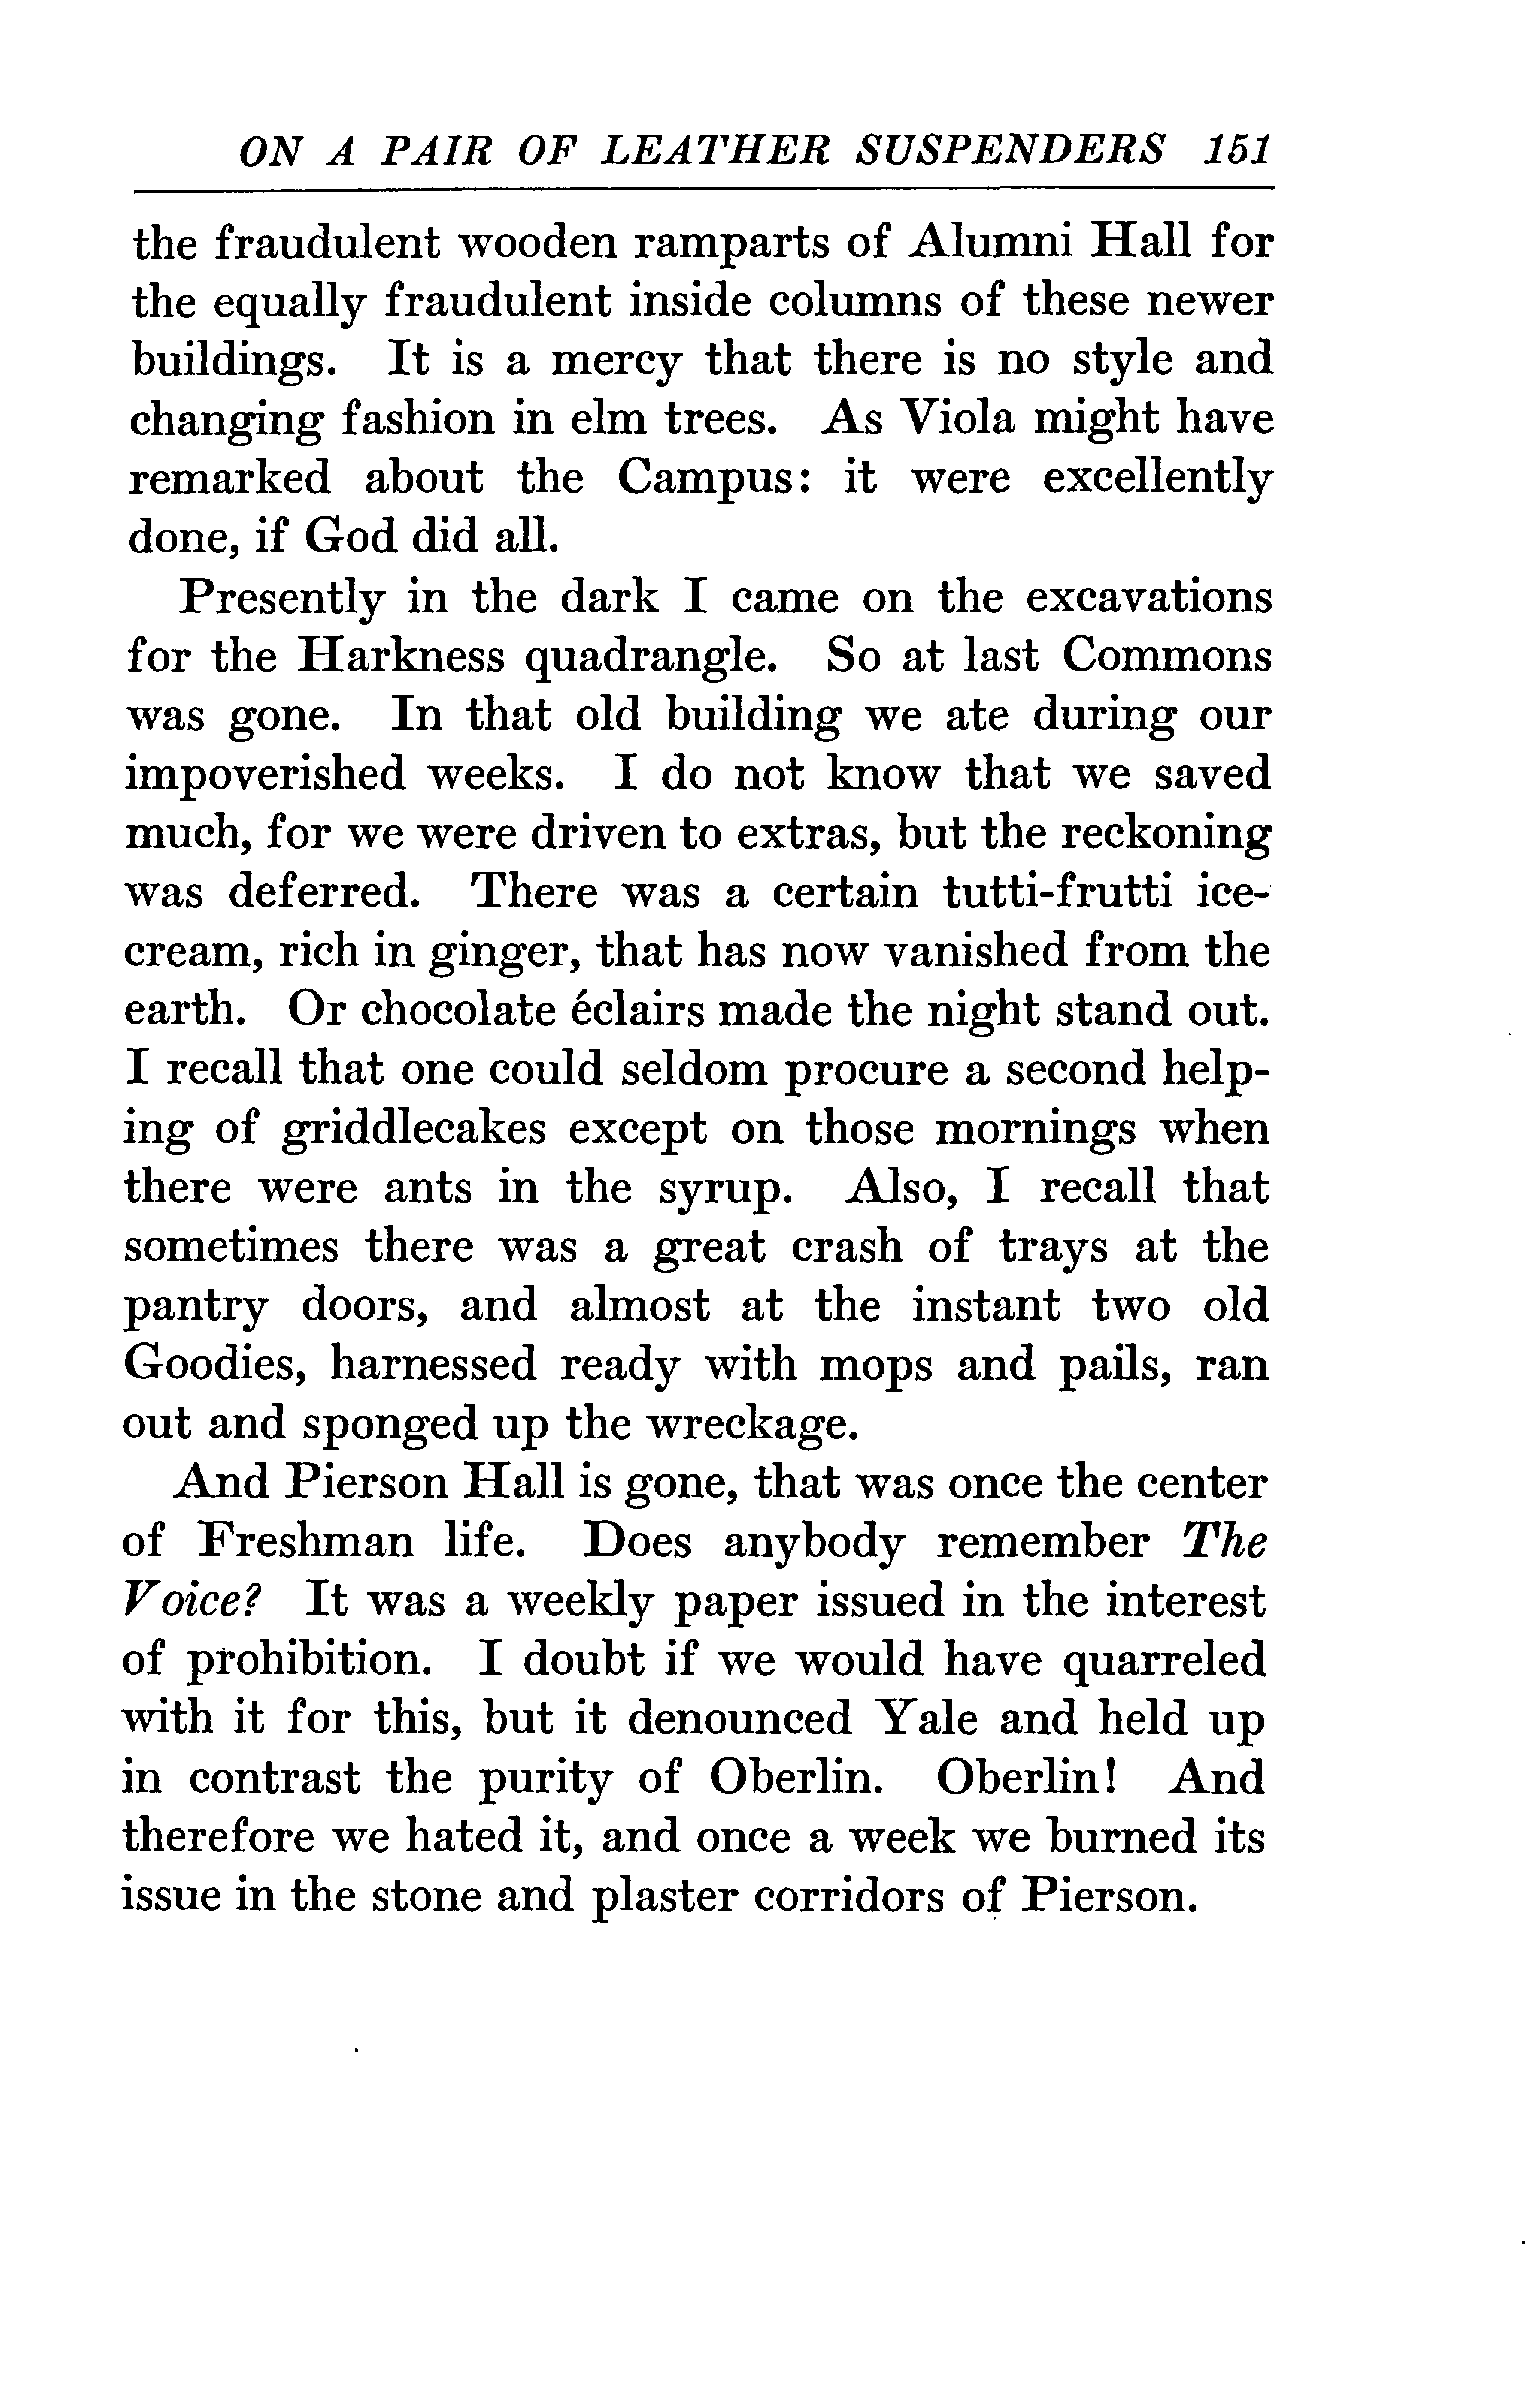 ON A PAIR OF LEATHER SUSPENDERS 151
the fraudulent wooden ramparts of Alumni Hall for
the equally fraudulent inside columns of these newer
buildings. It is a mercy that there is no style and
changing fashion in elm trees. As Viola might have
remarked about the Campus: it were excellently
done, if God did all.
Presently in the dark I came on the excavations
for the Harkness quadrangle. So at last Commons
was gone. In that old building we ate during our
impoverished weeks. I do not know that we saved
much, for we were driven to extras, but the reckoning
was deferred. There was a certain tutti-frutti ice-
cream, rich in ginger, that has now vanished from the
earth. Or chocolate éclairs made the night stand out.
I recall that one could seldom procure a second help-
ing of griddlecakes except on those mornings when
there were ants in the syrup. Also, I recall that
sometimes there was a great crash of trays at the
pantry doors, and almost at the instant two old
Goodies, harnessed ready with mops and pails, ran
out and sponged up the wreckage.
And Pierson Hall is gone, that was once the center
of Freshman life. Does anybody remember The
Voice? It was a weekly paper issued in the interest
of prohibition. I doubt if we would have quarreled
with it for this, but it denounced Yale and held up
in contrast the purity of Oberlin. Oberlin! And
therefore we hated it, and once a week we burned its
issue in the stone and plaster corridors of Pierson.